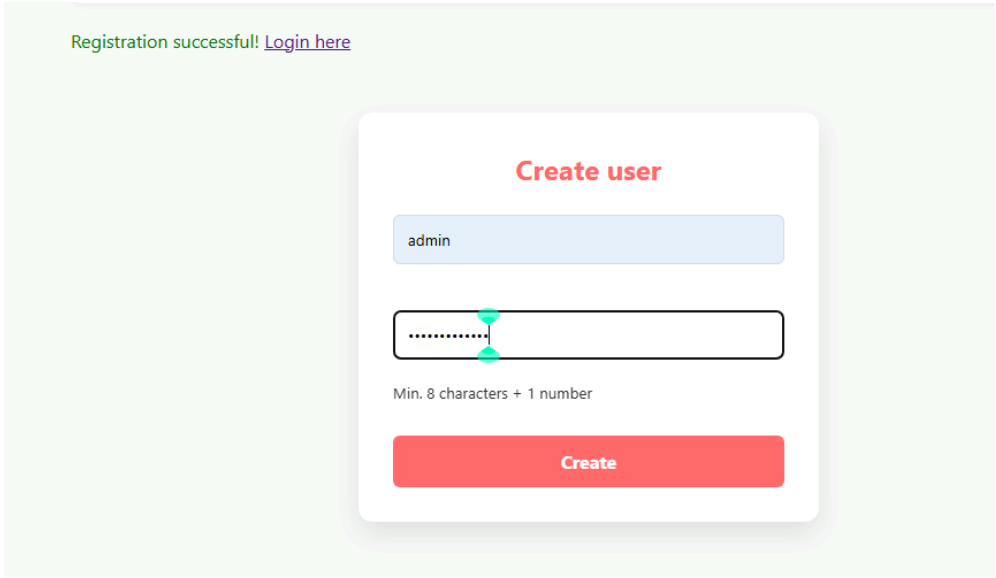 Registration successful! Login here
Create user
admin
•••••••••••••
Min. 8 characters + 1 number
Create